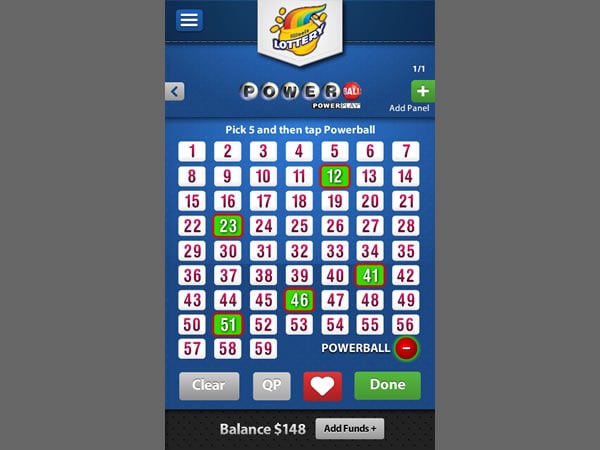 Illinois
LOTTERY
1/1
POWERBALL
POWERPLAY
Add Panel
Pick 5 and then tap Powerball
1 2 3 4 5 6 7
8 9 10 11 12 13 14
15 16 17 18 19 20 21
22 23 24 25 26 27 28
29 30 31 32 33 34 35
36 37 38 39 40 41 42
43 44 45 46 47 48 49
50 51 52 53 54 55 56
57 58 59 POWERBALL
Clear QP Done
Balance $148 Add Funds +